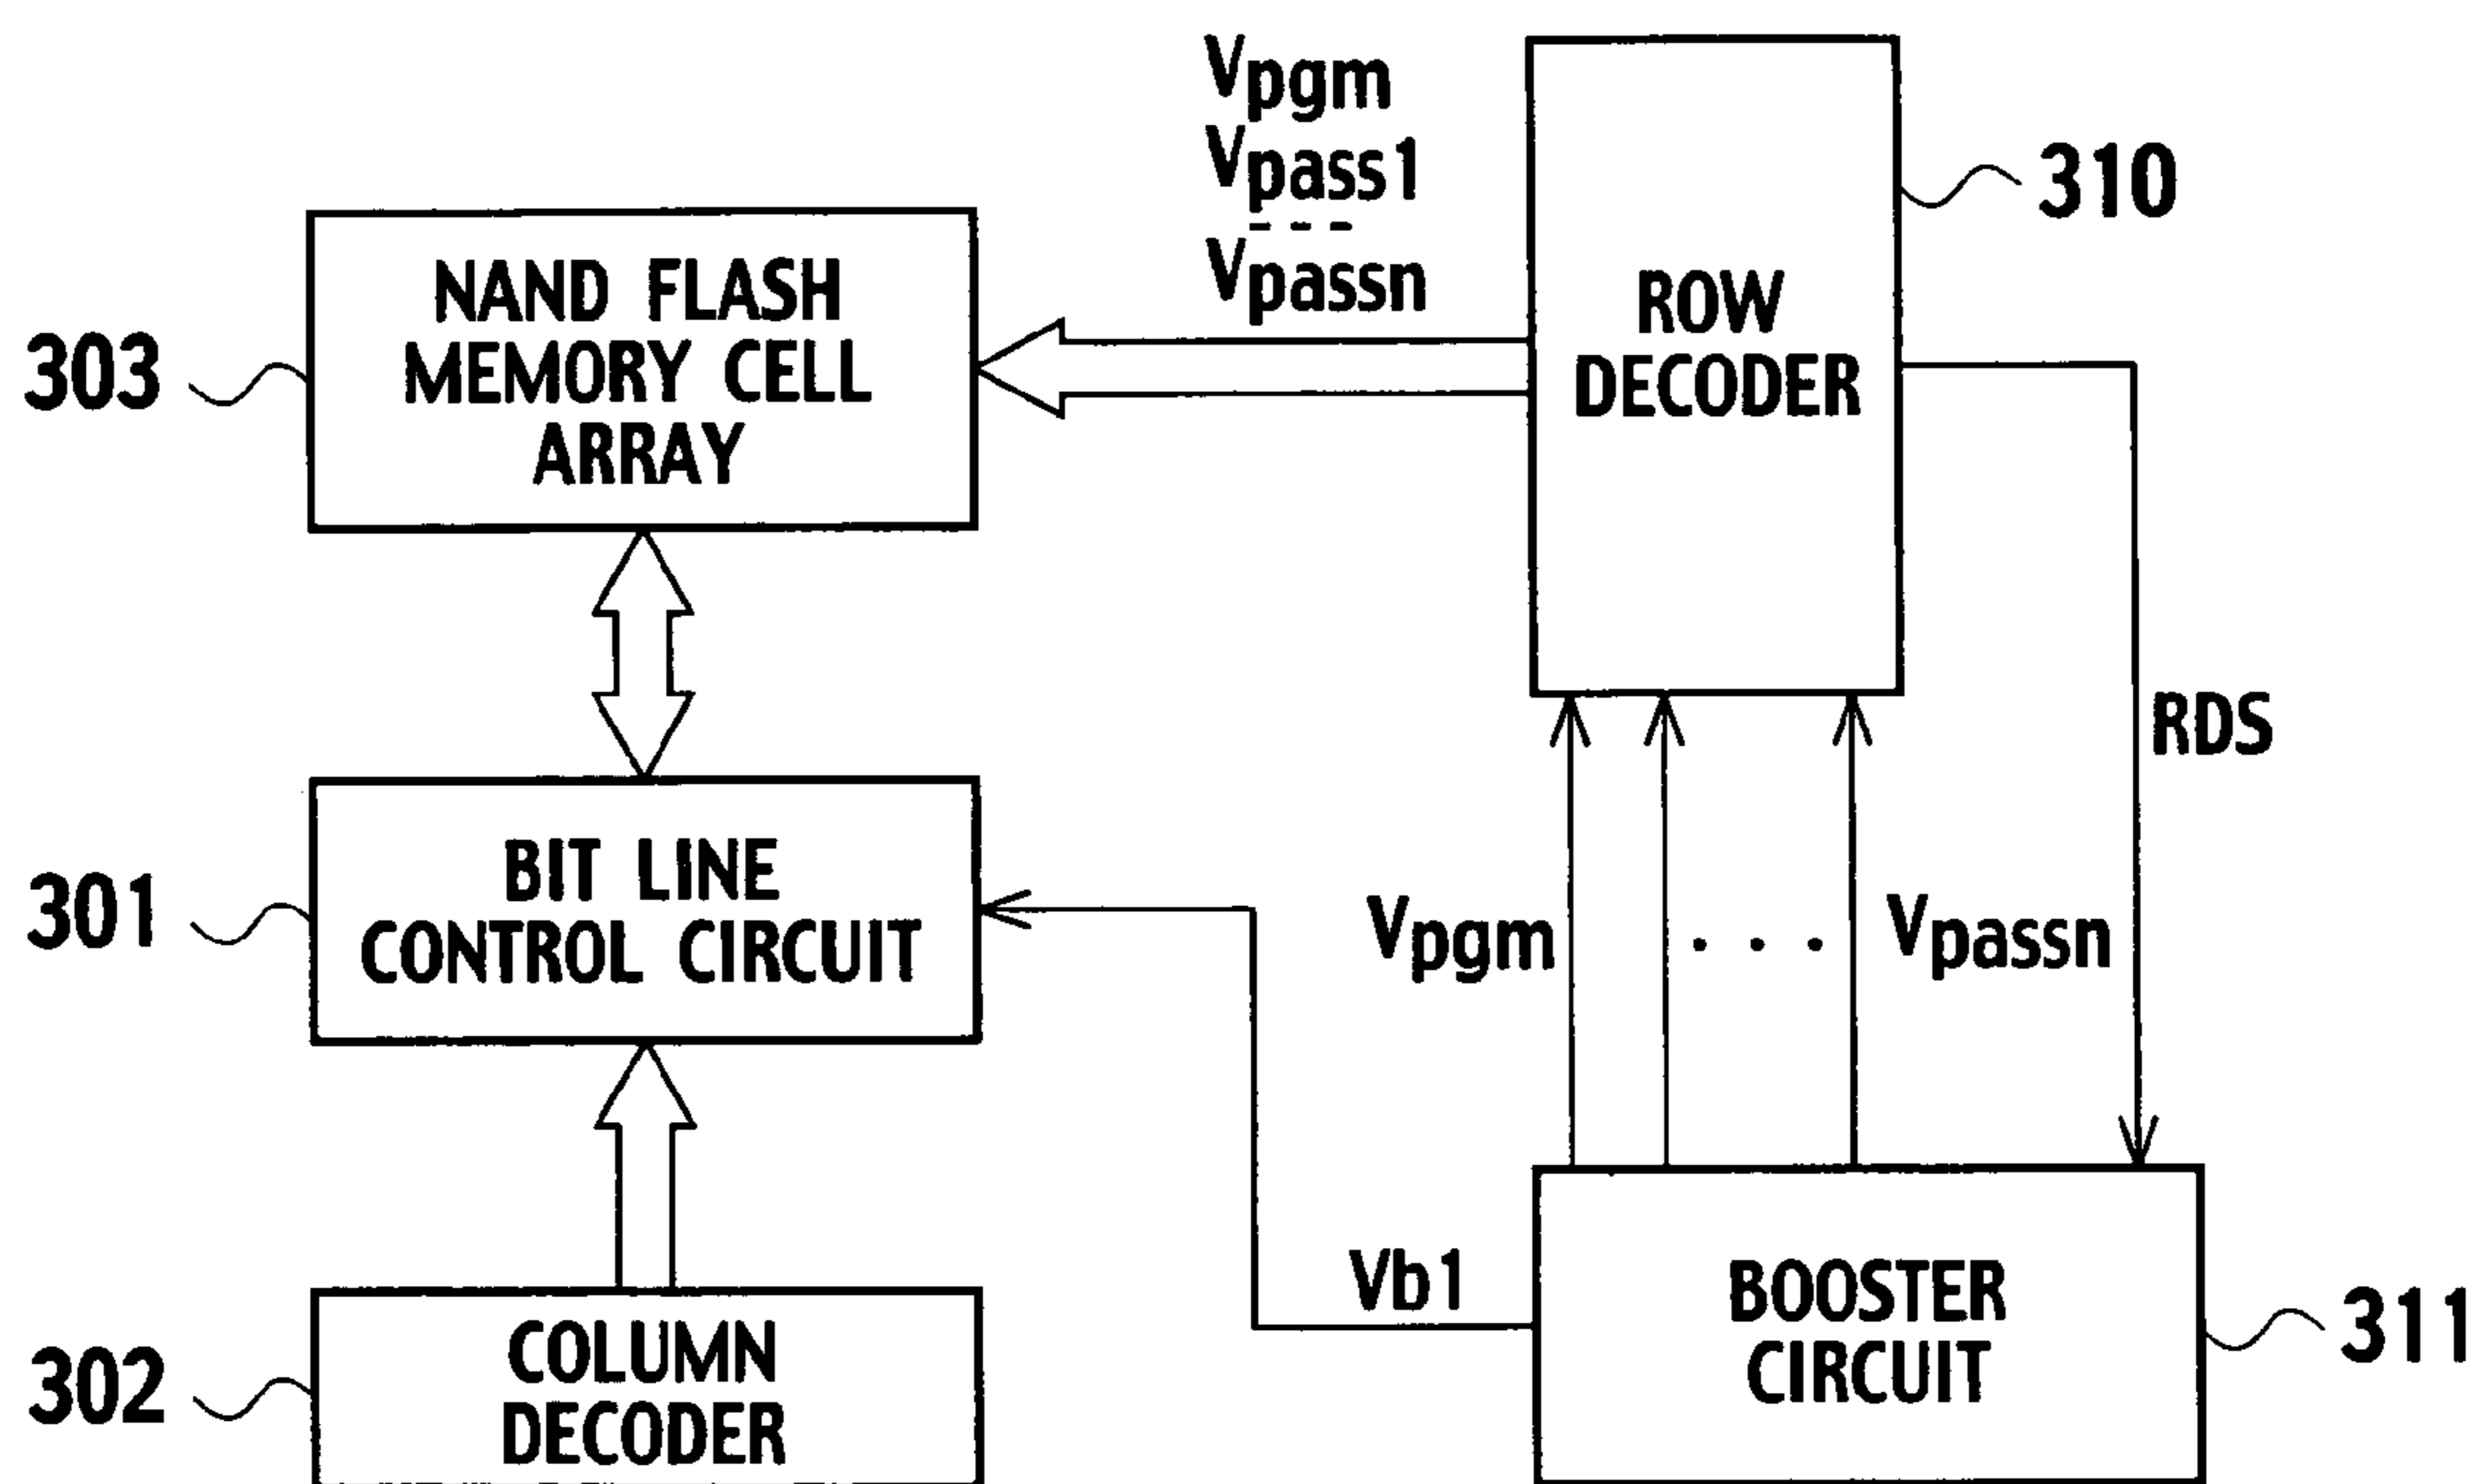 Vpgm
Vpass1
- - -
Vpassn
310
NAND FLASH
MEMORY CELL
ARRAY
303
ROW
DECODER
RDS
BIT LINE
CONTROL CIRCUIT
301
Vpgm
. . .
Vpassn
Vb1
BOOSTER
CIRCUIT
311
COLUMN
DECODER
302